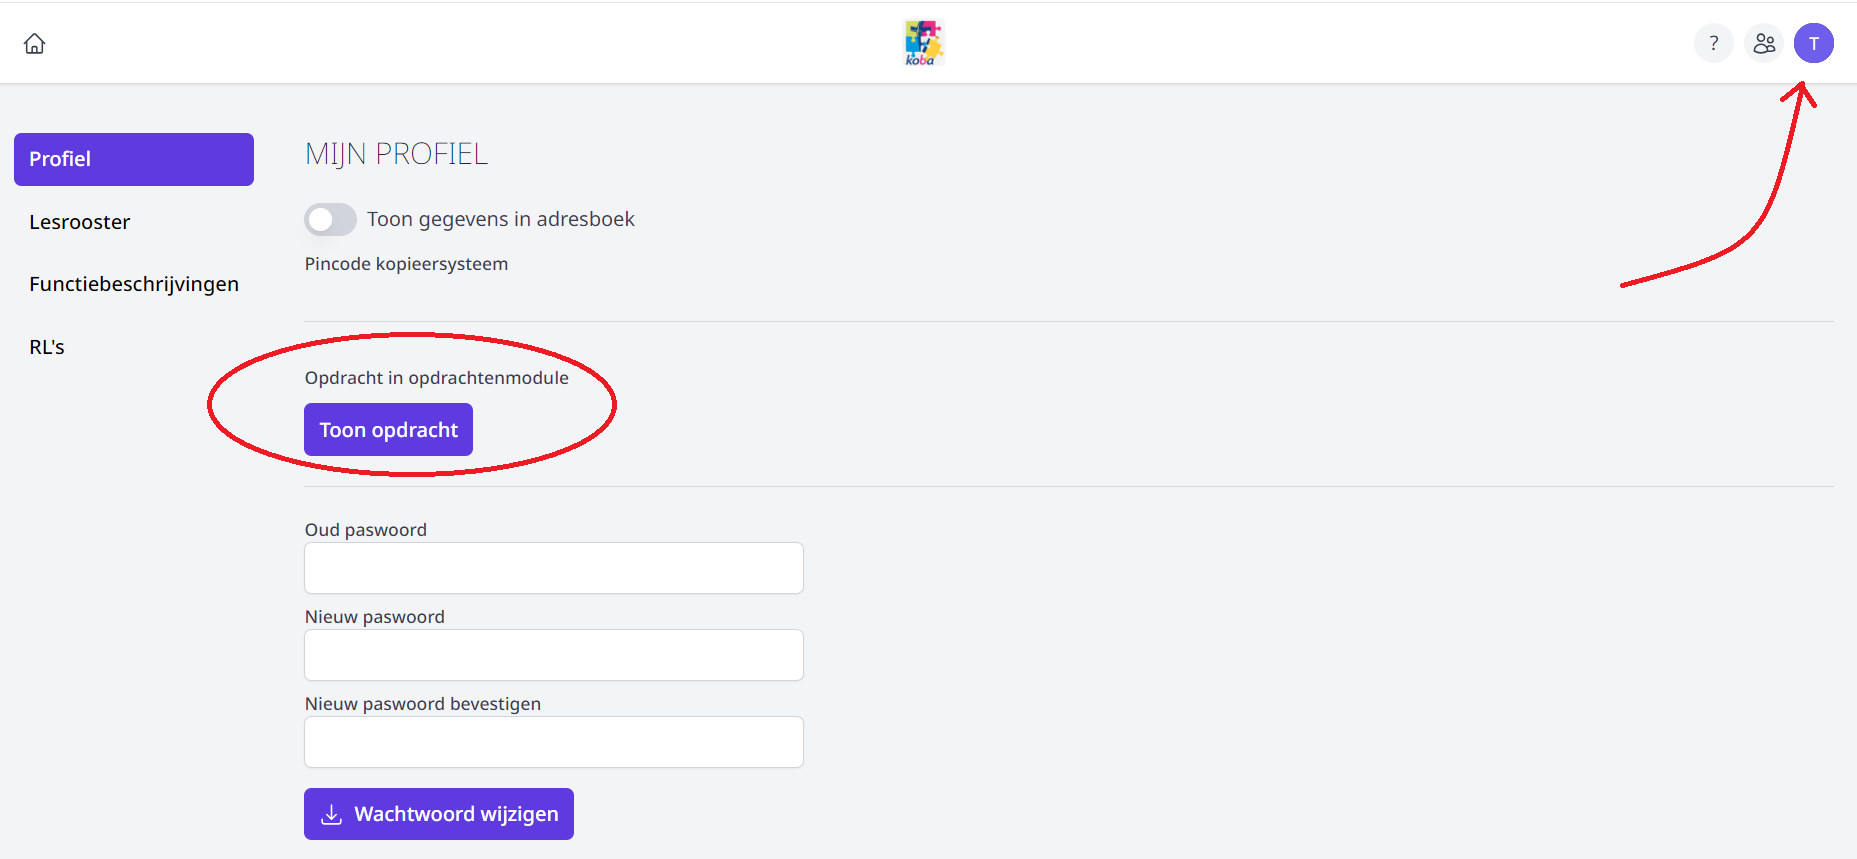 koba
?
T
Profiel
Lesrooster
Functiebeschrijvingen
RL's
MIJN PROFIEL
Toon gegevens in adresboek
Pincode kopieersysteem
Opdracht in opdrachtenmodule
Toon opdracht
Oud paswoord
Nieuw paswoord
Nieuw paswoord bevestigen
Wachtwoord wijzigen